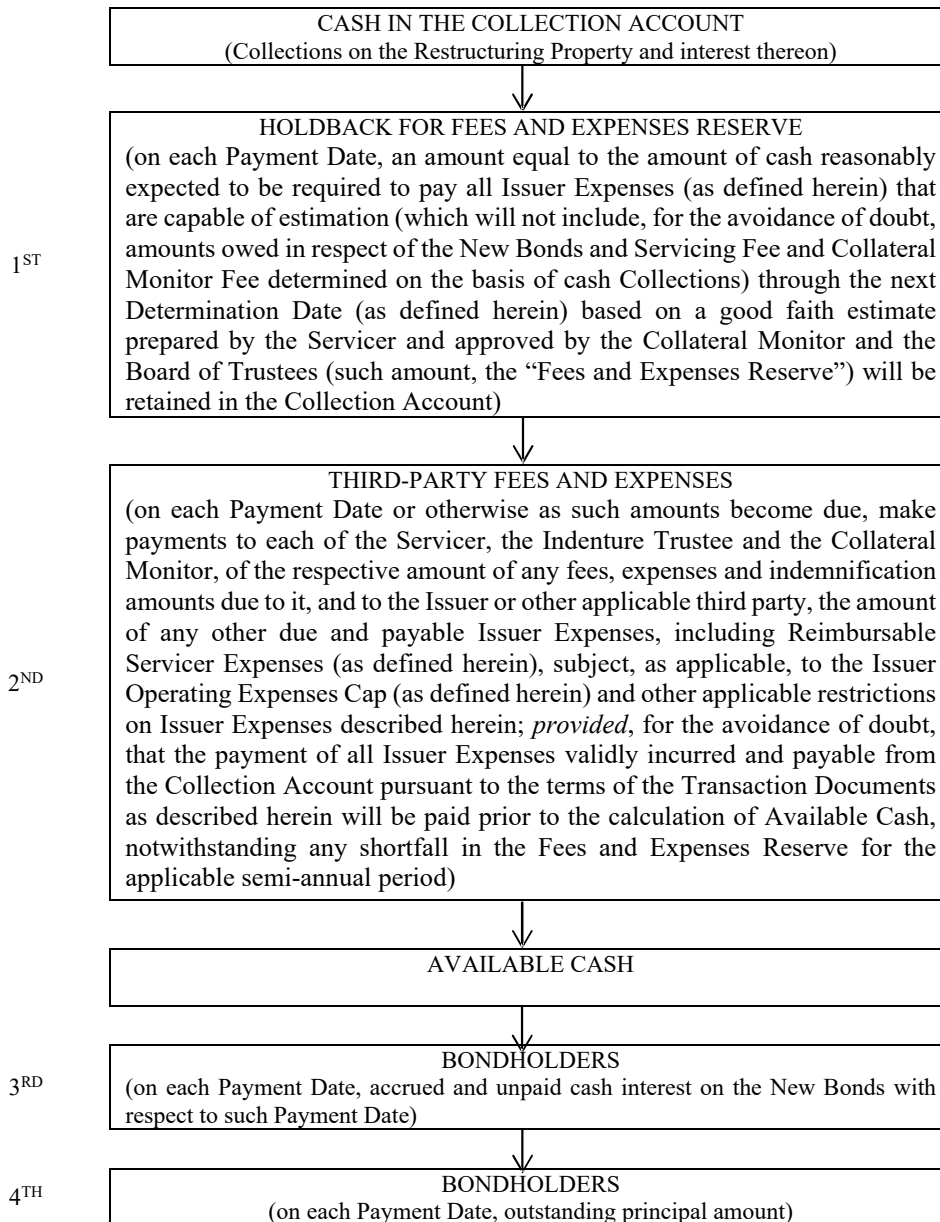 CASH IN THE COLLECTION ACCOUNT
(Collections on the Restructuring Property and interest thereon)
HOLDBACK FOR FEES AND EXPENSES RESERVE
(on each Payment Date, an amount equal to the amount of cash reasonably
expected to be required to pay all Issuer Expenses (as defined herein) that
are capable of estimation (which will not include, for the avoidance of doubt,
amounts owed in respect of the New Bonds and Servicing Fee and Collateral
1ST
Monitor Fee determined on the basis of cash Collections) through the next
Determination Date (as defined herein) based on a good faith estimate
prepared by the Servicer and approved by the Collateral Monitor and the
Board of Trustees (such amount, the “Fees and Expenses Reserve”) will be
retained in the Collection Account)
THIRD-PARTY FEES AND EXPENSES
(on each Payment Date or otherwise as such amounts become due, make
payments to each of the Servicer, the Indenture Trustee and the Collateral
Monitor, of the respective amount of any fees, expenses and indemnification
amounts due to it, and to the Issuer or other applicable third party, the amount
of any other due and payable Issuer Expenses, including Reimbursable
2ND
Servicer Expenses (as defined herein), subject, as applicable, to the Issuer
Operating Expenses Cap (as defined herein) and other applicable restrictions
on Issuer Expenses described herein; provided, for the avoidance of doubt,
that the payment of all Issuer Expenses validly incurred and payable from
the Collection Account pursuant to the terms of the Transaction Documents
as described herein will be paid prior to the calculation of Available Cash,
notwithstanding any shortfall in the Fees and Expenses Reserve for the
applicable semi-annual period)
AVAILABLE CASH
3RD
BONDHOLDERS
(on each Payment Date, accrued and unpaid cash interest on the New Bonds with
respect to such Payment Date)
4TH
BONDHOLDERS
(on each Payment Date, outstanding principal amount)